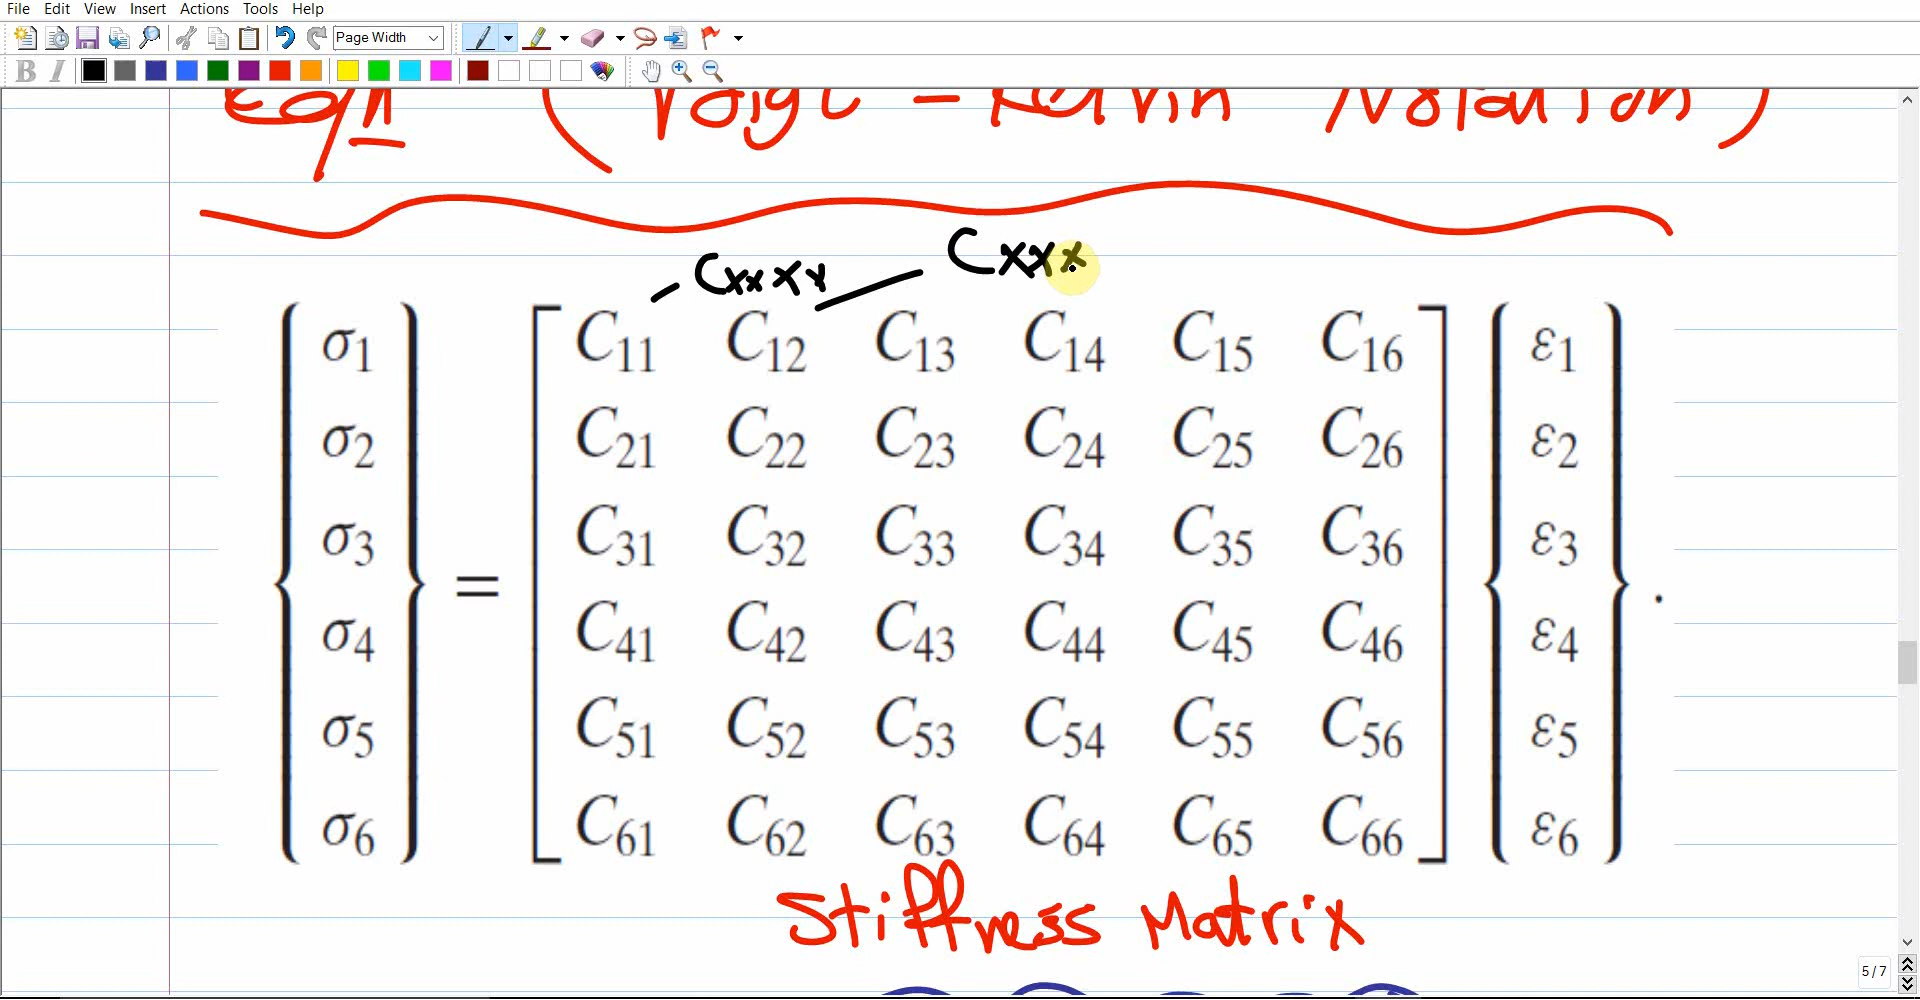 File Edit View Insert Actions Tools Help
Page Width
B I
Eqn (Voigt - Kelvin Notation)
Cxxxx Cxxx
σ1 C11 C12 C13 C14 C15 C16 ε1
σ2 C21 C22 C23 C24 C25 C26 ε2
σ3 = C31 C32 C33 C34 C35 C36 ε3 .
σ4 C41 C42 C43 C44 C45 C46 ε4
σ5 C51 C52 C53 C54 C55 C56 ε5
σ6 C61 C62 C63 C64 C65 C66 ε6
Stiffness Matrix
5 / 7